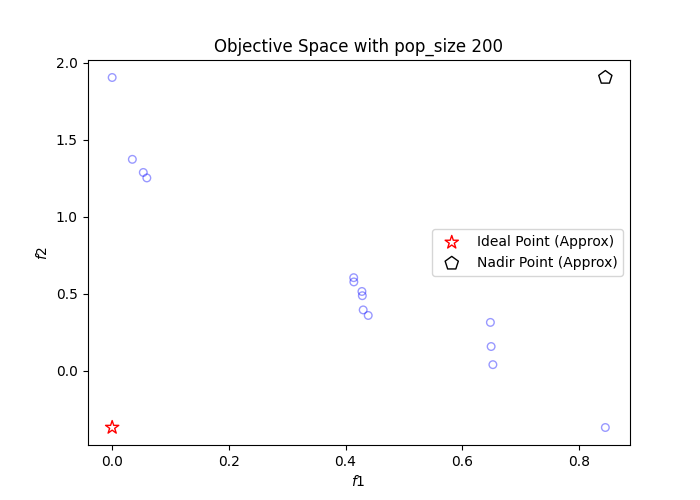 Objective Space with pop_size 200
2.0
1.5
1.0
0.5
0.0
f2
Ideal Point (Approx)
Nadir Point (Approx)
0.0 0.2 0.4 0.6 0.8
f1